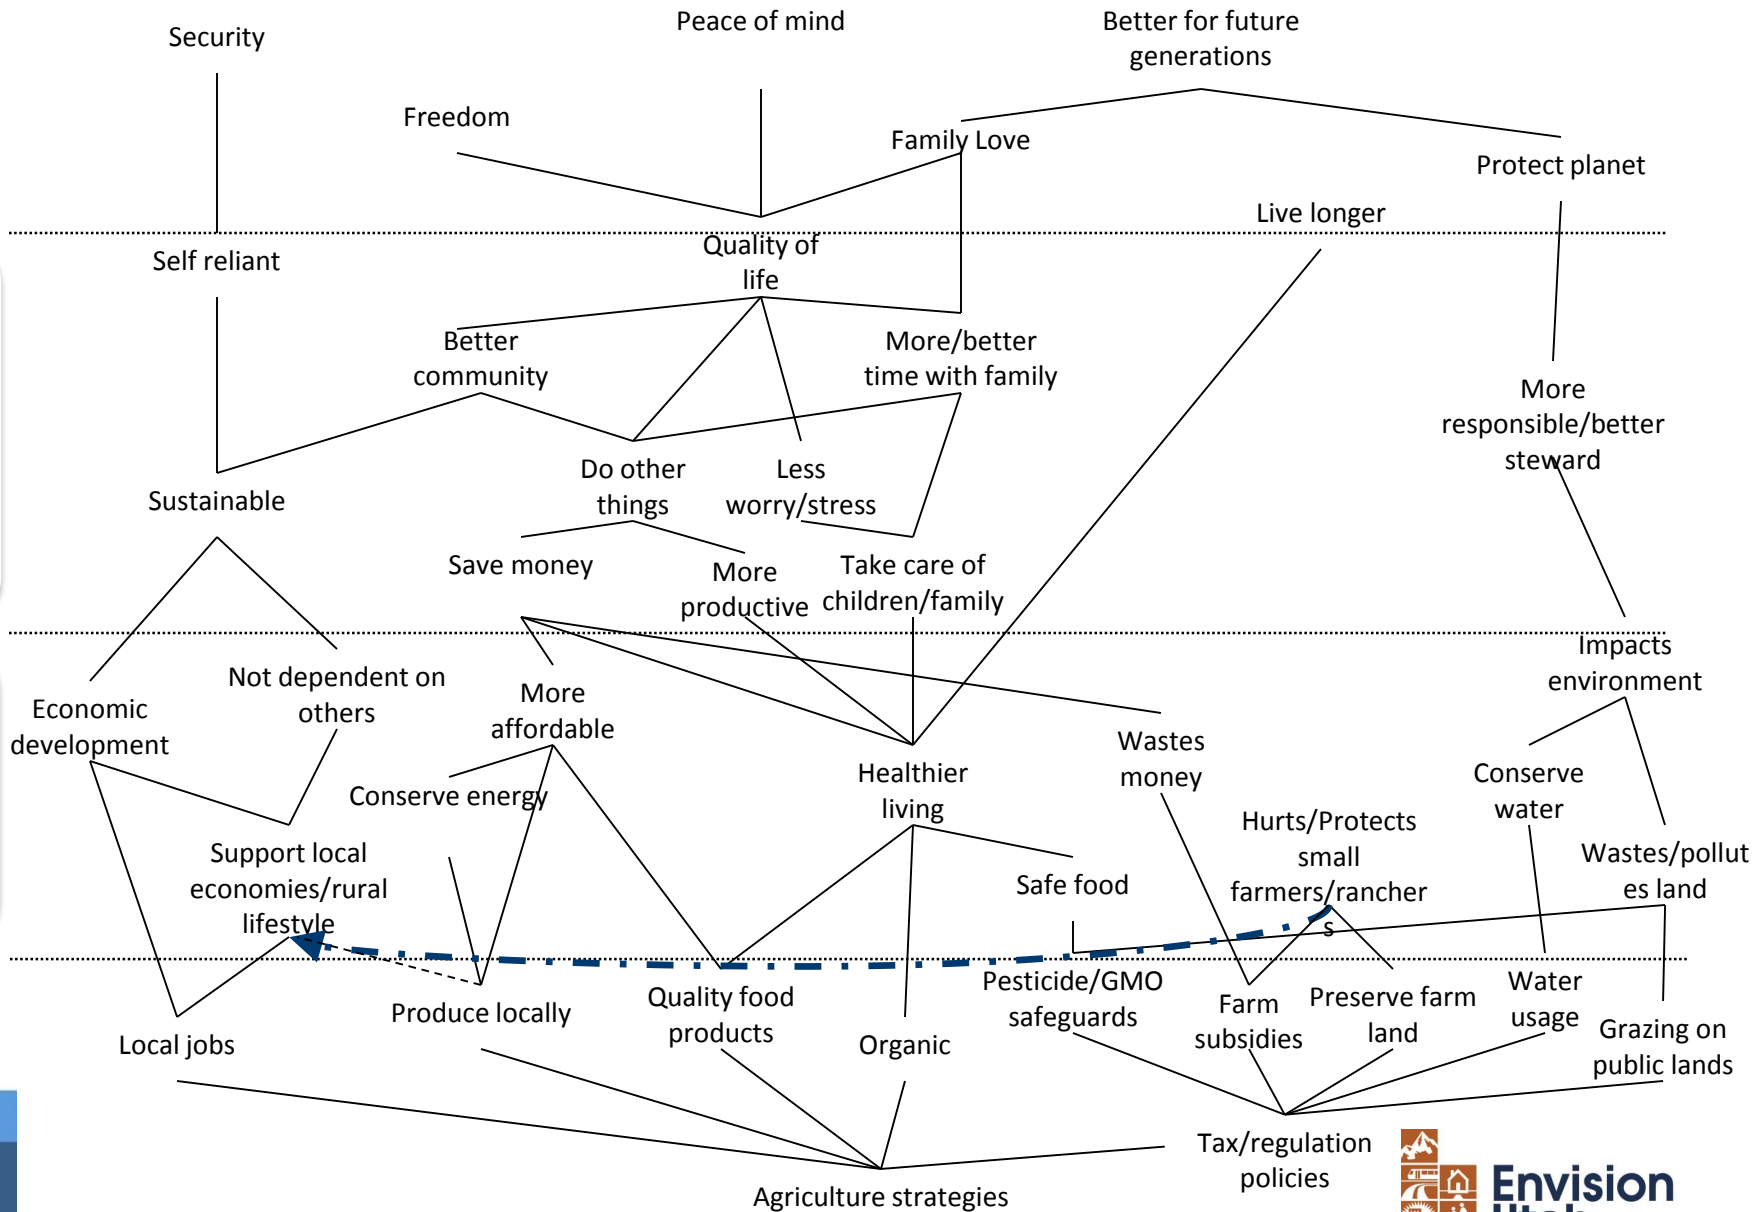 Security
Peace of mind
Better for future
generations
Freedom
Family Love
Protect planet
Live longer
Self reliant
Quality of
life
Better
community
More/better
time with family
More
responsible/better
steward
Do other
things
Less
worry/stress
Sustainable
Save money
More
productive
Take care of
children/family
Impacts
environment
Not dependent on
others
Economic
development
More
affordable
Wastes
money
Healthier
living
Conserve
water
Conserve energy
Hurts/Protects
small
farmers/rancher
s
Support local
economies/rural
lifestyle
Safe food
Wastes/pollut
es land
Pesticide/GMO
safeguards
Farm
subsidies
Preserve farm
land
Water
usage
Grazing on
public lands
Produce locally
Quality food
products
Organic
Local jobs
Tax/regulation
policies
Agriculture strategies
Envision
Utah